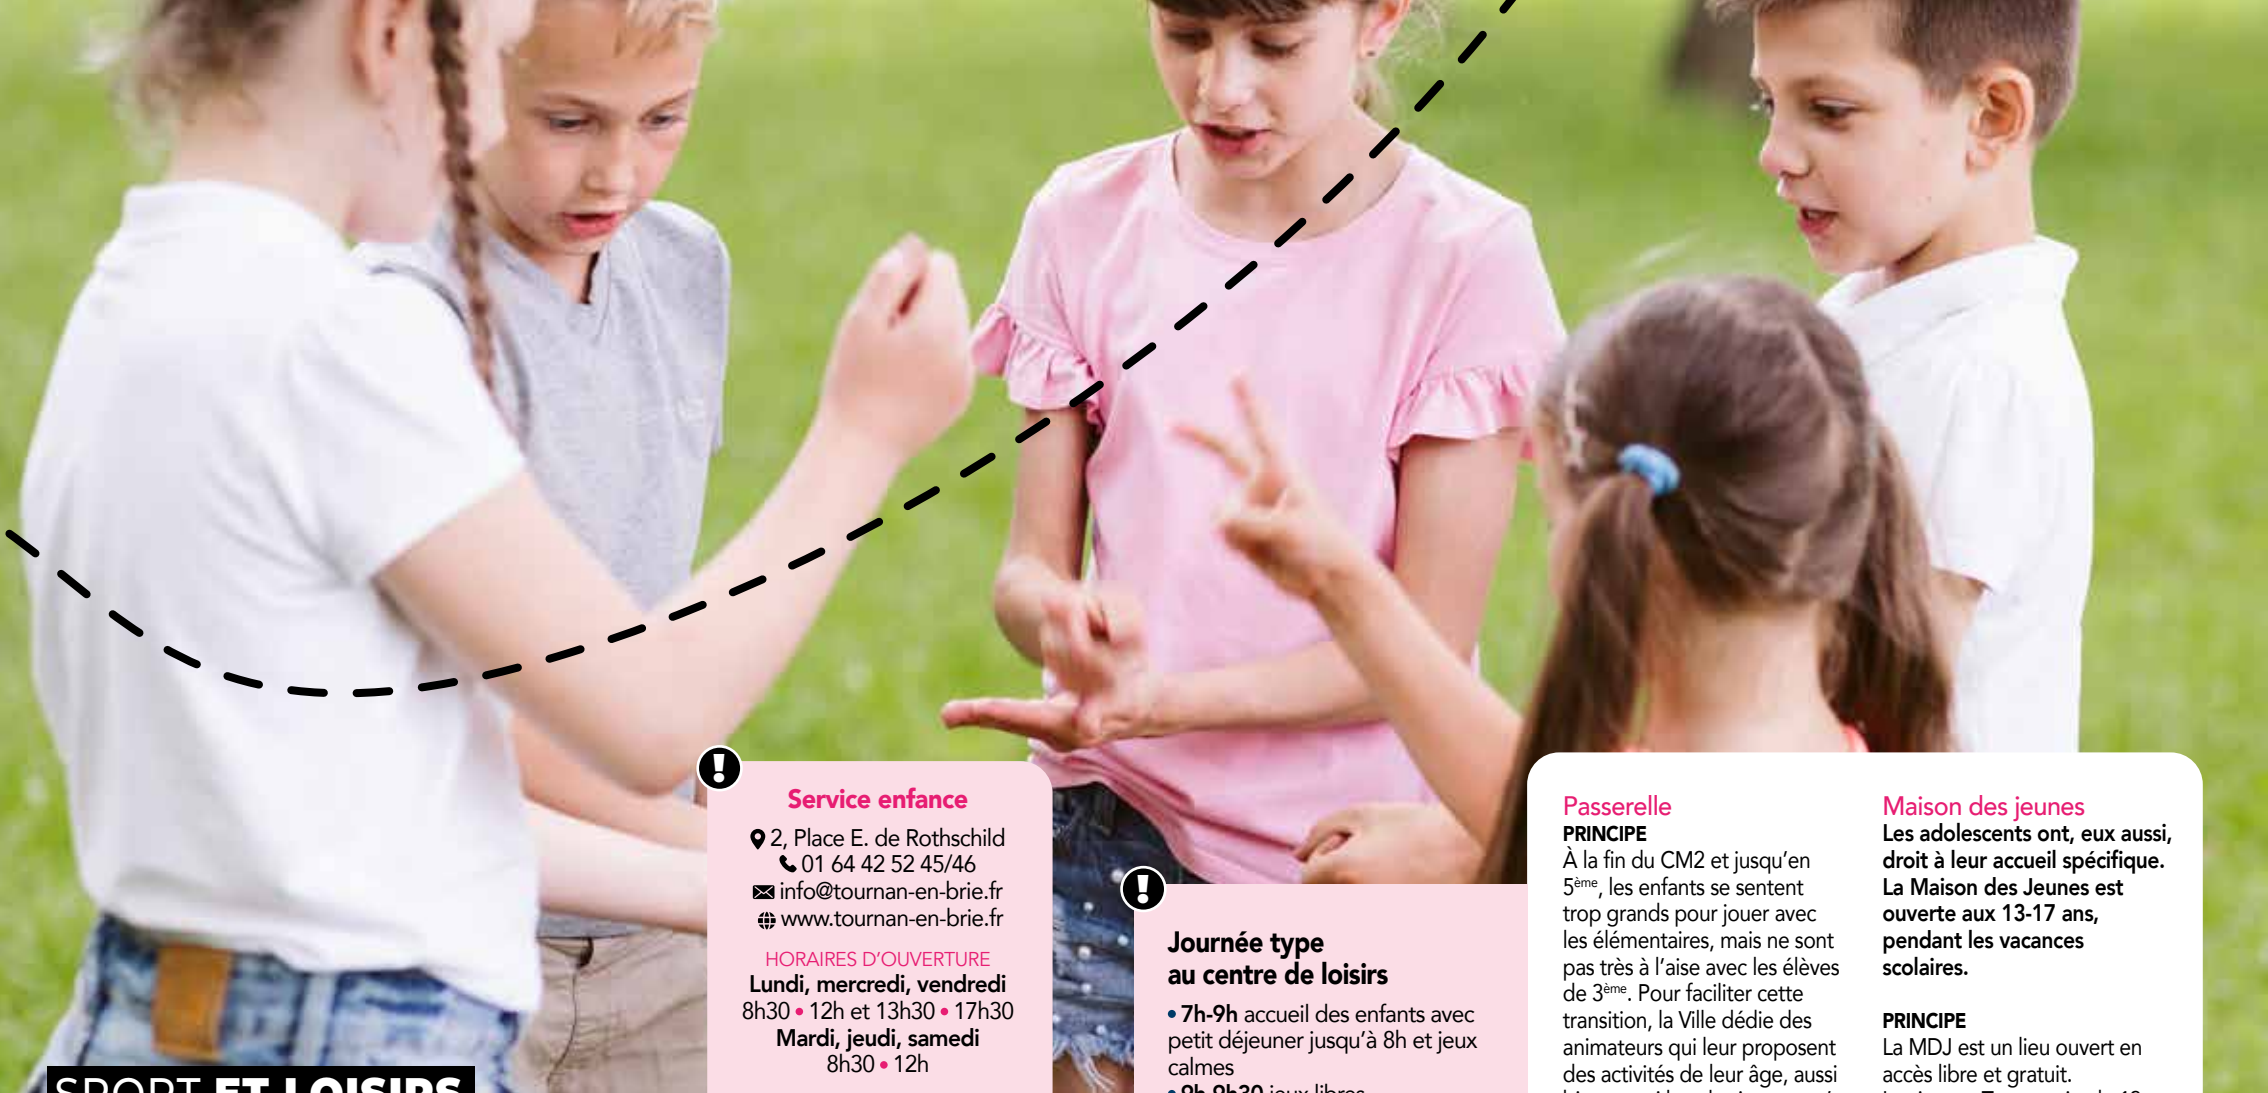 Service enfance
2, Place E. de Rothschild
01 64 42 52 45/46
info@tournan-en-brie.fr
www.tournan-en-brie.fr
HORAIRES D'OUVERTURE
Lundi, mercredi, vendredi
8h30 • 12h et 13h30 • 17h30
Mardi, jeudi, samedi
8h30 • 12h
SPORT ET LOISIRS
Journée type
au centre de loisirs
• 7h-9h accueil des enfants avec
petit déjeuner jusqu'à 8h et jeux
calmes
• 9h-9h30 jeux libres
Passerelle
PRINCIPE
À la fin du CM2 et jusqu'en
5ème, les enfants se sentent
trop grands pour jouer avec
les élémentaires, mais ne sont
pas très à l'aise avec les élèves
de 3ème. Pour faciliter cette
transition, la Ville dédie des
animateurs qui leur proposent
des activités de leur âge, aussi
Maison des jeunes
Les adolescents ont, eux aussi,
droit à leur accueil spécifique.
La Maison des Jeunes est
ouverte aux 13-17 ans,
pendant les vacances
scolaires.
PRINCIPE
La MDJ est un lieu ouvert en
accès libre et gratuit.